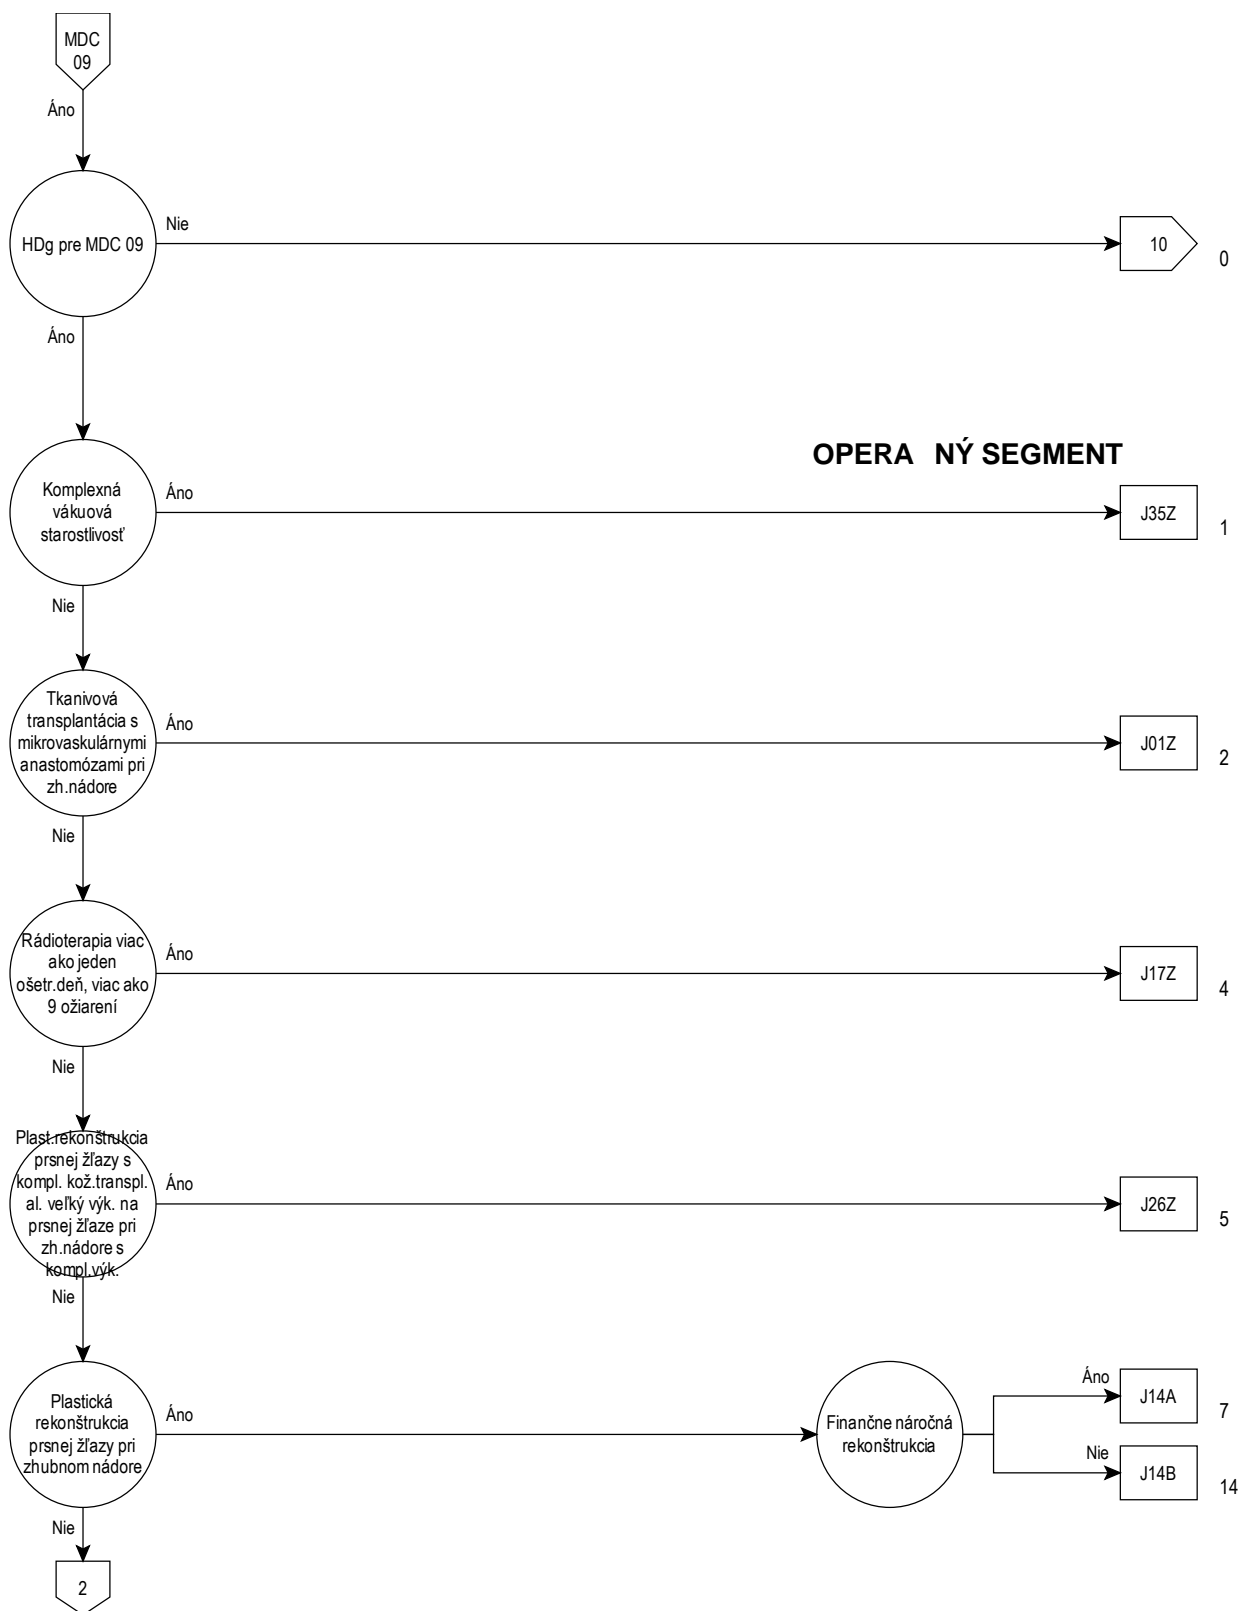 MDC
09
Áno
HDg pre MDC 09
Nie
10
0
Áno
OPERA NÝ SEGMENT
Komplexná
vákuová
starostlivosť
Áno
J35Z
1
Nie
Tkanivová
transplantácia s
mikrovaskulárnymi
anastomózami pri
zh.nádore
Áno
J01Z
2
Nie
Rádioterapia viac
ako jeden
ošetr.deň, viac ako
9 ožiarení
Áno
J17Z
4
Nie
Plast.rekonštrukcia
prsnej žľazy s
kompl. kož.transpl.
al. veľký výk. na
prsnej žľaze pri
zh.nádore s
kompl.výk.
Áno
J26Z
5
Nie
Plastická
rekonštrukcia
prsnej žľazy pri
zhubnom nádore
Áno
Finančne náročná
rekonštrukcia
Áno
J14A
7
Nie
J14B
14
Nie
2